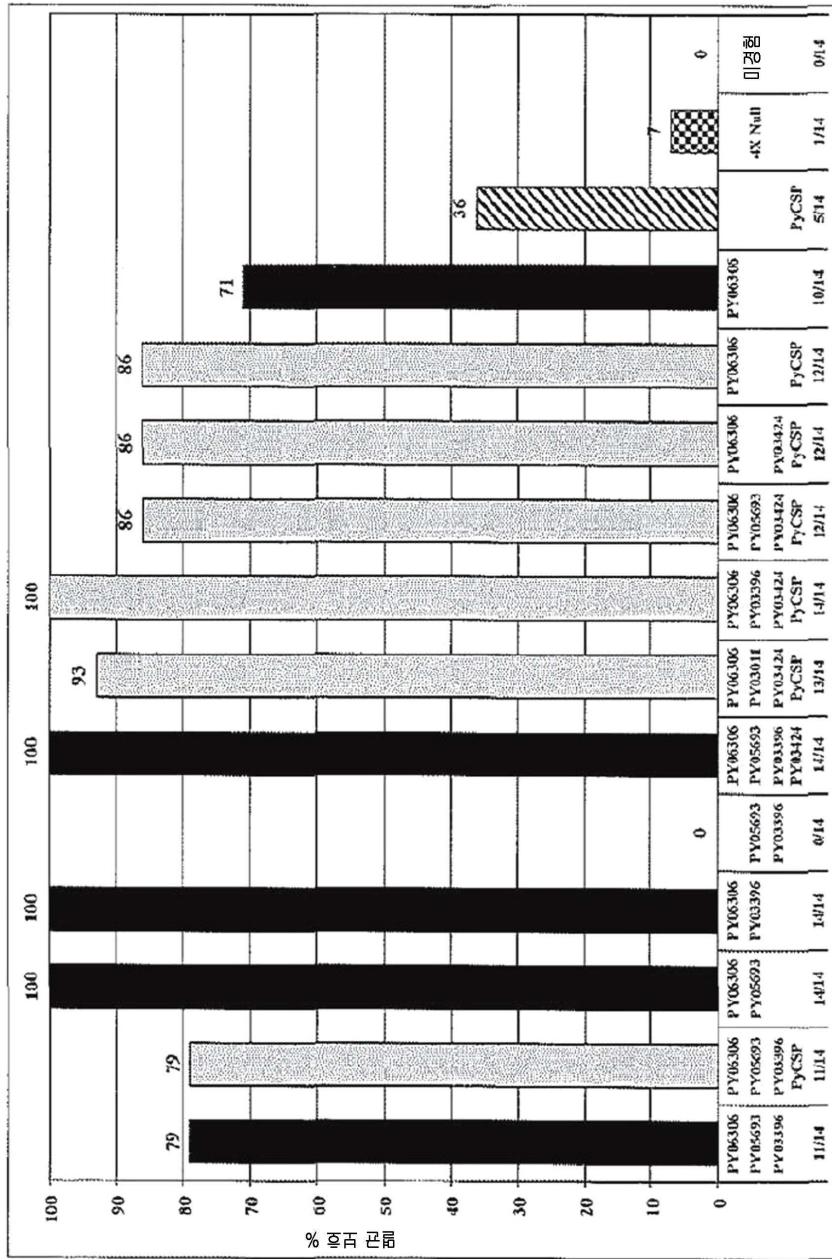 평균 보호 %
100
90
80
70
60
50
40
30
20
10
0
79
79
100
100
0
100
93
100
86
86
86
71
36
7
0
PY06306
PY05693
PY03396
11/14
PY06306
PY05693
PY03396
PyCSP
11/14
PY06306
PY05693
14/14
PY06306
PY03396
14/14
PY05693
PY03396
0/14
PY06306
PY05693
PY03396
PY03424
14/14
PY06306
PY03011
PY03424
PyCSP
13/14
PY06306
PY03396
PY03424
PyCSP
14/14
PY06306
PY05693
PY03424
PyCSP
12/14
PY06306
PY03424
PyCSP
12/14
PY06306
PyCSP
12/14
PY06306
10/14
PyCSP
5/14
4X Null
1/14
미경험
0/14